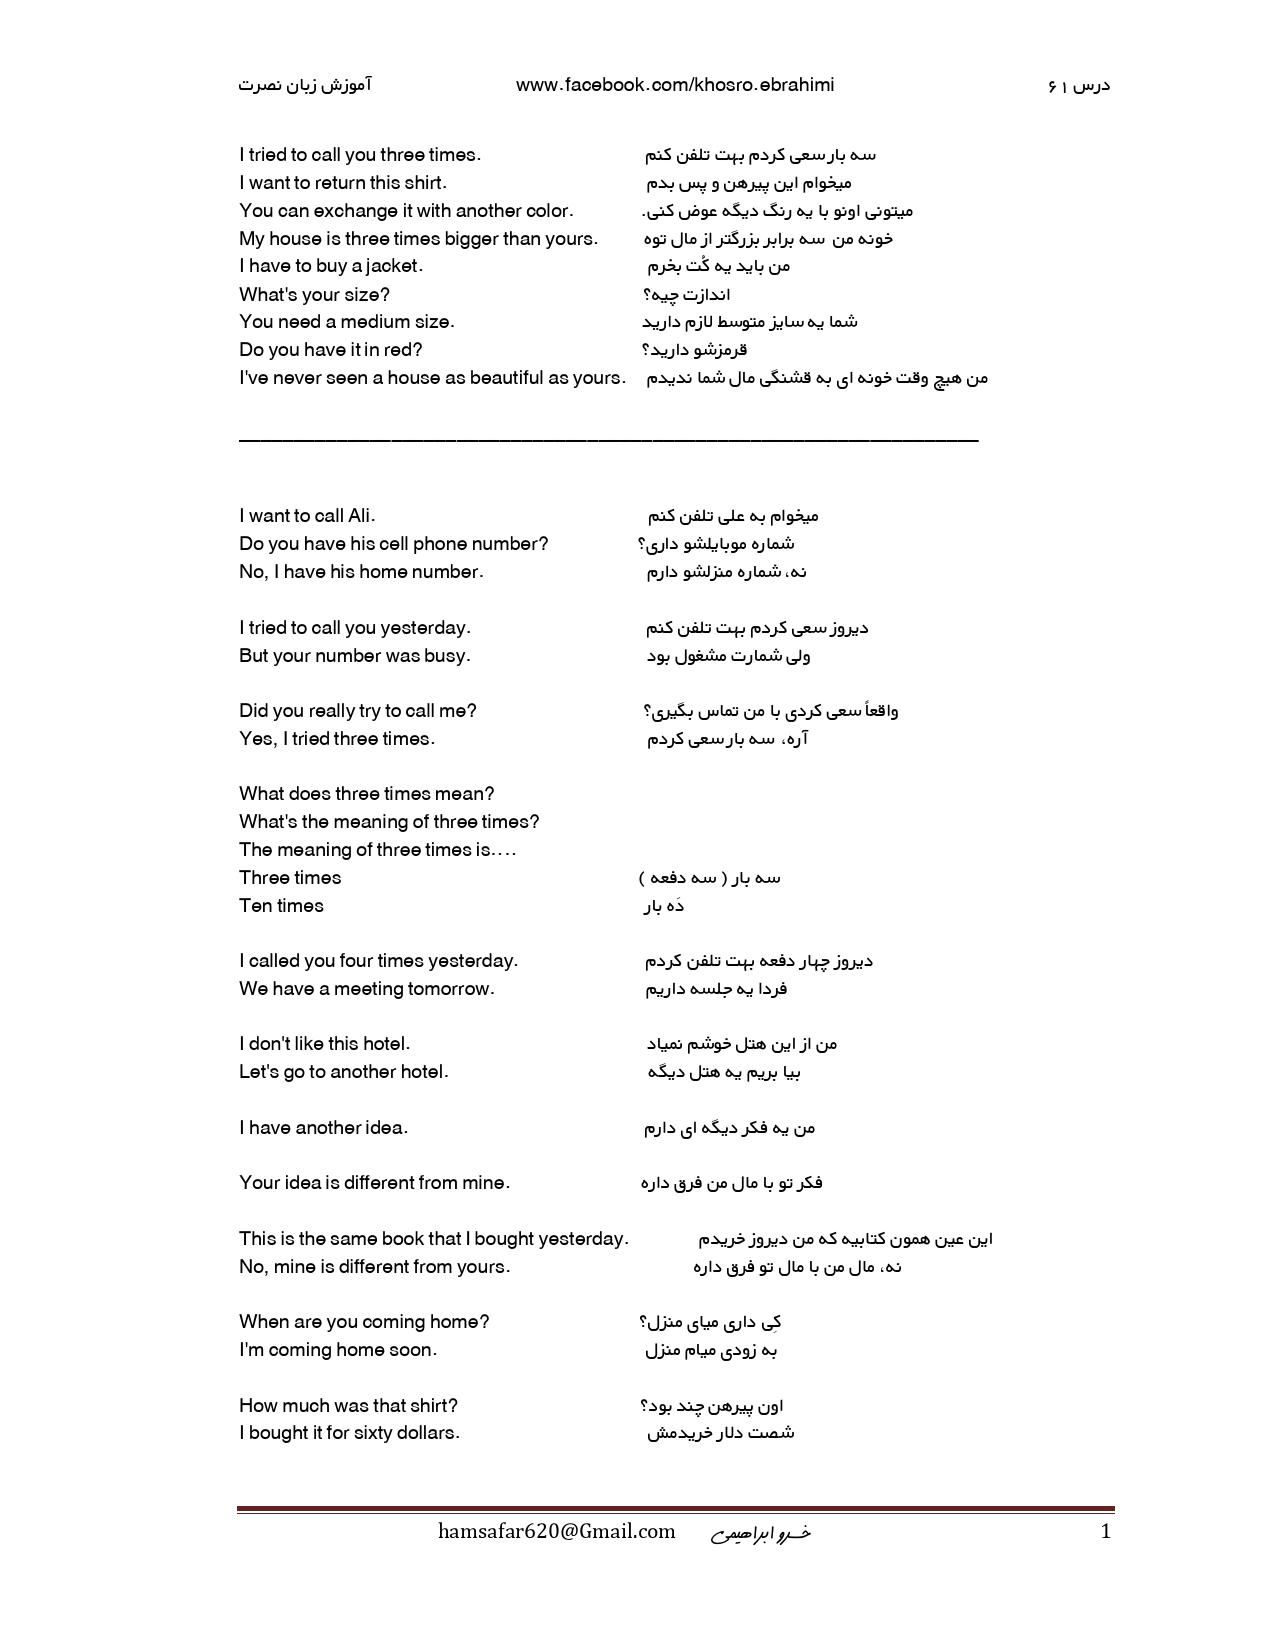 آموزش زبان نصرت www.facebook.com/khosro.ebrahimi درس ۶۱
I tried to call you three times. سه بار سعی کردم بهت تلفن کنم
I want to return this shirt. میخوام این پیرهن و پس بدم
You can exchange it with another color. میتونی اونو با یه رنگ دیگه عوض کنی.
My house is three times bigger than yours. خونه من سه برابر بزرگتر از مال توه
I have to buy a jacket. من باید یه کُت بخرم
What's your size? اندازت چیه؟
You need a medium size. شما یه سایز متوسط لازم دارید
Do you have it in red? قرمزشو دارید؟
I've never seen a house as beautiful as yours. من هیچ وقت خونه ای به قشنگی مال شما ندیدم
I want to call Ali. میخوام به علی تلفن کنم
Do you have his cell phone number? شماره موبایلشو داری؟
No, I have his home number. نه، شماره منزلشو دارم
I tried to call you yesterday. دیروز سعی کردم بهت تلفن کنم
But your number was busy. ولی شمارت مشغول بود
Did you really try to call me? واقعاً سعی کردی با من تماس بگیری؟
Yes, I tried three times. آره، سه بار سعی کردم
What does three times mean?
What's the meaning of three times?
The meaning of three times is....
Three times سه بار ( سه دفعه )
Ten times دَه بار
I called you four times yesterday. دیروز چهار دفعه بهت تلفن کردم
We have a meeting tomorrow. فردا یه جلسه داریم
I don't like this hotel. من از این هتل خوشم نمیاد
Let's go to another hotel. بیا بریم یه هتل دیگه
I have another idea. من یه فکر دیگه ای دارم
Your idea is different from mine. فکر تو با مال من فرق داره
This is the same book that I bought yesterday. این عین همون کتابیه که من دیروز خریدم
No, mine is different from yours. نه، مال من با مال تو فرق داره
When are you coming home? کِی داری میای منزل؟
I'm coming home soon. به زودی میام منزل
How much was that shirt? اون پیرهن چند بود؟
I bought it for sixty dollars. شصت دلار خریدمش
hamsafar620@Gmail.com خسرو ابراهیمی 1